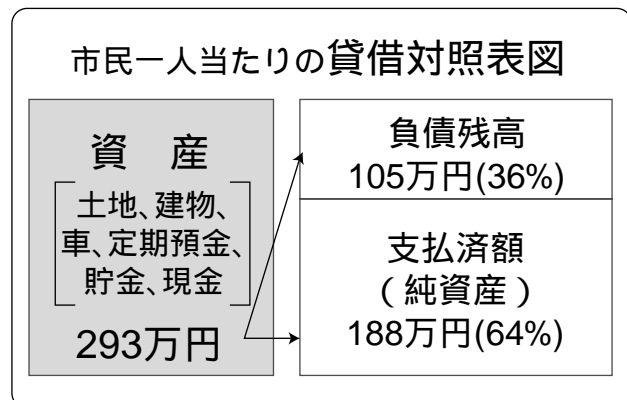 市民一人当たりの貸借対照表図
資 産
土地、建物、
車、定期預金、
貯金、現金
293万円
負債残高
105万円(36%)
支払済額
(純資産)
188万円(64%)